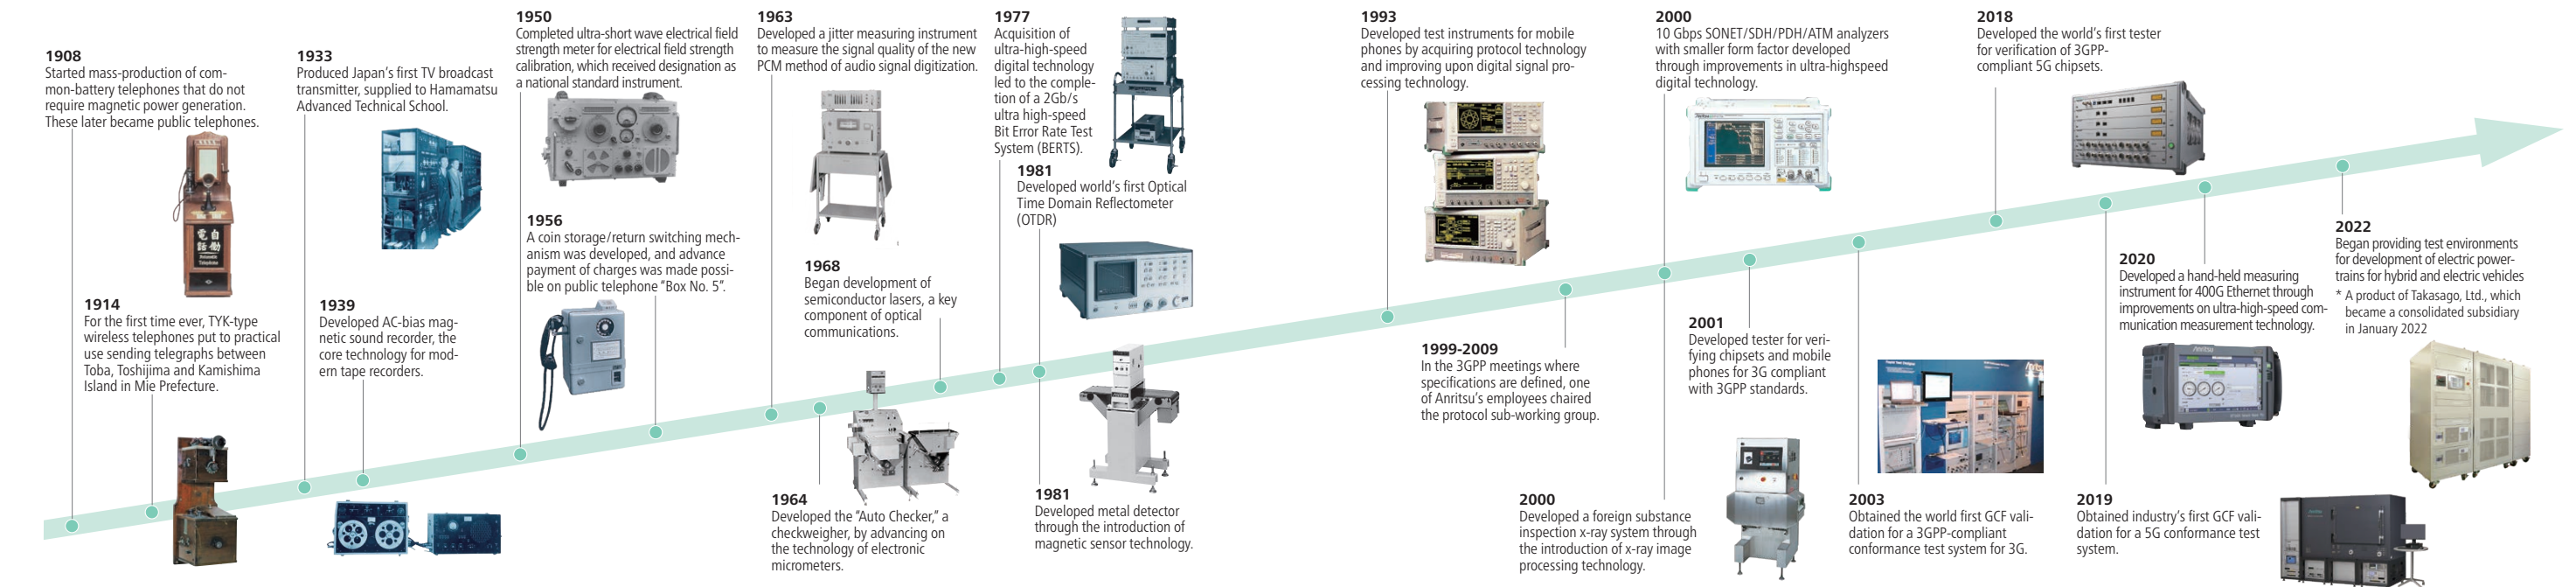 1908
Started mass-production of com-
mon-battery telephones that do not
require magnetic power generation.
These later became public telephones.
1914
For the first time ever, TYK-type
wireless telephones put to practical
use sending telegraphs between
Toba, Toshijima and Kamishima
Island in Mie Prefecture.
1933
Produced Japan's first TV broadcast
transmitter, supplied to Hamamatsu
Advanced Technical School.
1939
Developed AC-bias mag-
netic sound recorder, the
core technology for mod-
ern tape recorders.
1950
Completed ultra-short wave electrical field
strength meter for electrical field strength
calibration, which received designation as
a national standard instrument.
1956
A coin storage/return switching mech-
anism was developed, and advance
payment of charges was made possi-
ble on public telephone "Box No. 5".
1963
Developed a jitter measuring instrument
to measure the signal quality of the new
PCM method of audio signal digitization.
1964
Developed the "Auto Checker," a
checkweigher, by advancing on
the technology of electronic
micrometers.
1968
Began development of
semiconductor lasers, a key
component of optical
communications.
1977
Acquisition of
ultra-high-speed
digital technology
led to the comple-
tion of a 2Gb/s
ultra high-speed
Bit Error Rate Test
System (BERTS).
1981
Developed world's first Optical
Time Domain Reflectometer
(OTDR)
1981
Developed metal detector
through the introduction of
magnetic sensor technology.
1993
Developed test instruments for mobile
phones by acquiring protocol technology
and improving upon digital signal pro-
cessing technology.
1999-2009
In the 3GPP meetings where
specifications are defined, one
of Anritsu's employees chaired
the protocol sub-working group.
2000
10 Gbps SONET/SDH/PDH/ATM analyzers
with smaller form factor developed
through improvements in ultra-highspeed
digital technology.
2000
Developed a foreign substance
inspection x-ray system through
the introduction of x-ray image
processing technology.
2001
Developed tester for veri-
fying chipsets and mobile
phones for 3G compliant
with 3GPP standards.
2003
Obtained the world first GCF vali-
dation for a 3GPP-compliant
conformance test system for 3G.
2018
Developed the world's first tester
for verification of 3GPP-
compliant 5G chipsets.
2019
Obtained industry's first GCF vali-
dation for a 5G conformance test
system.
2020
Developed a hand-held measuring
instrument for 400G Ethernet through
improvements on ultra-high-speed com-
munication measurement technology.
2022
Began providing test environments
for development of electric power-
trains for hybrid and electric vehicles
* A product of Takasago, Ltd., which
became a consolidated subsidiary
in January 2022
自働
電話
Automatic
Telephone